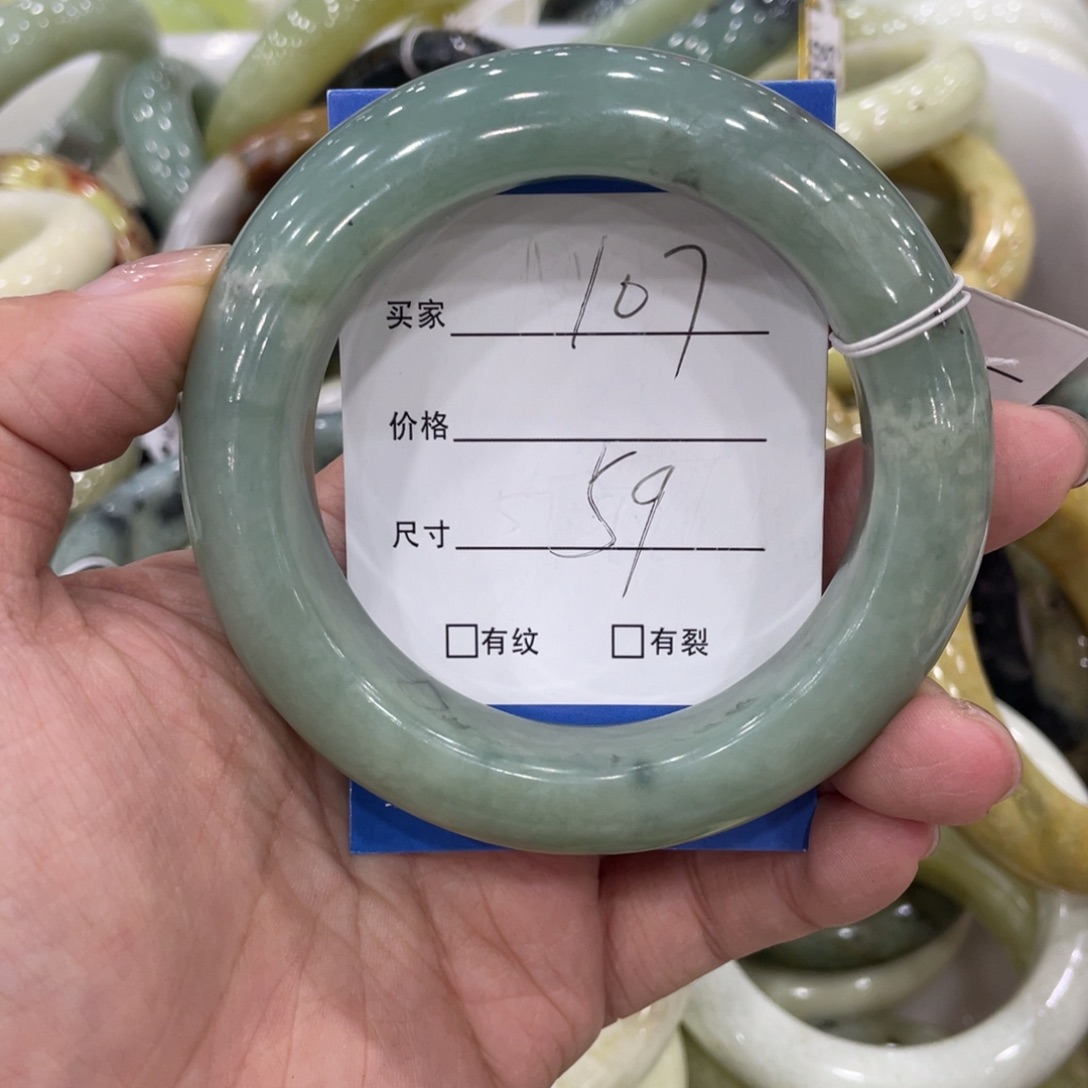 买家 107
价格
尺寸 59
□有纹 □有裂